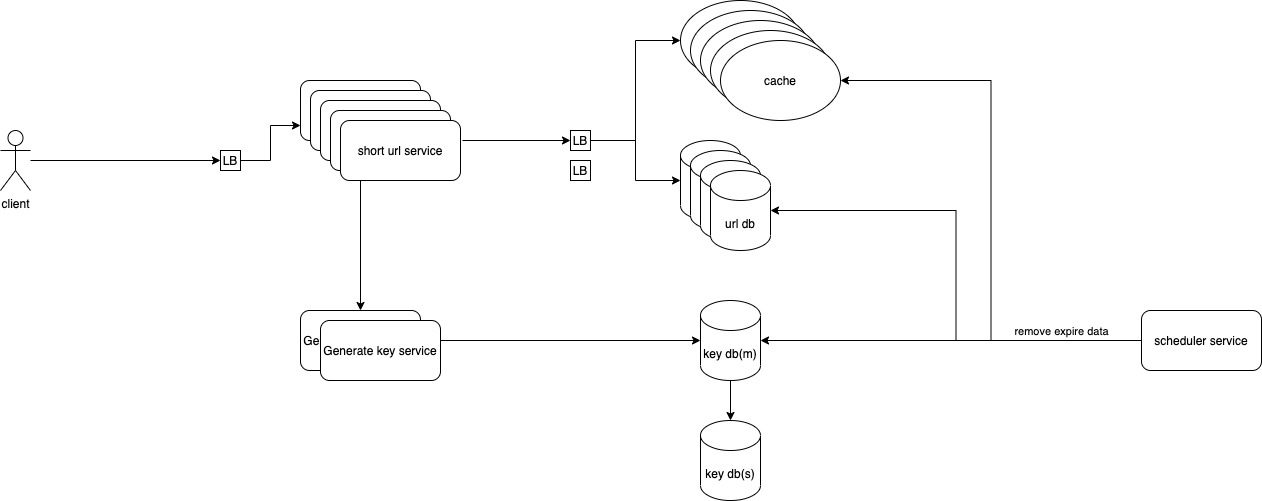 cache
LB
short url service
LB
LB
client
url db
Ge
Generate key service
key db(m)
remove expire data
scheduler service
key db(s)